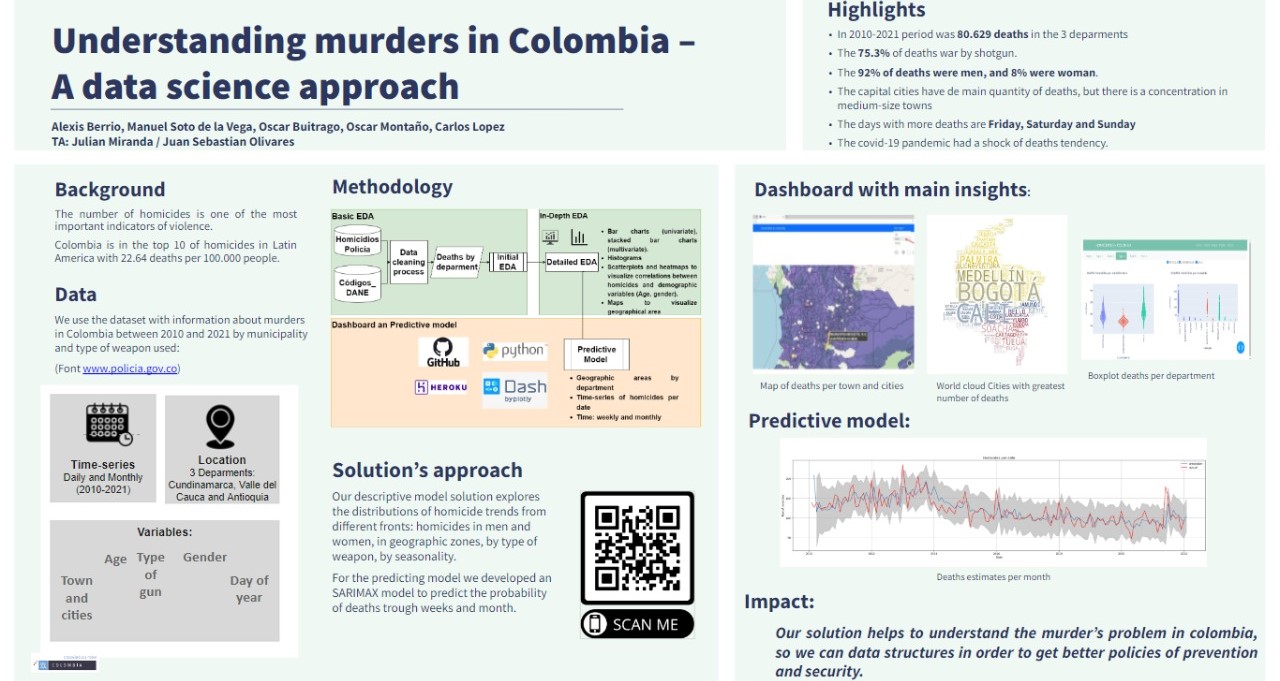 Understanding murders in Colombia –
A data science approach
Alexis Berrio, Manuel Soto de la Vega, Oscar Buitrago, Oscar Montaño, Carlos Lopez
TA: Julian Miranda / Juan Sebastian Olivares
Highlights
• In 2010-2021 period was 80.629 deaths in the 3 deparments
• The 75.3% of deaths war by shotgun.
• The 92% of deaths were men, and 8% were woman.
• The capital cities have de main quantity of deaths, but there is a concentration in
medium-size towns
• The days with more deaths are Friday, Saturday and Sunday
• The covid-19 pandemic had a shock of deaths tendency.
Background
The number of homicides is one of the most
important indicators of violence.
Colombia is in the top 10 of homicides in Latin
America with 22.64 deaths per 100.000 people.
Data
We use the dataset with information about murders
in Colombia between 2010 and 2021 by municipality
and type of weapon used:
(Font www.policia.gov.co)
Time-series
Daily and Monthly
(2010-2021)
Location
3 Deparments:
Cundinamarca, Valle del
Cauca and Antioquia
Variables:
Age
Type
of
gun
Gender
Town
and
cities
Day of
year
COLOMBIA
Methodology
Basic EDA
Homicidios
Policia
Códigos_
DANE
Data
cleaning
process
Deaths by
deparment
Initial
EDA
In-Depth EDA
Detailed EDA
• Bar charts (univariate),
stacked bar charts
(multivariate).
• Histograms
• Scatterplots and heatmaps to
visualize correlations between
homicides and demographic
variables (Age, gender).
• Maps to visualize
geographical area
Dashboard an Predictive model
GitHub
python
HEROKU
Dash
by plotly
Predictive
Model
• Geographic areas by
department
• Time-series of homicides per
date
• Time: weekly and monthly
Solution's approach
Our descriptive model solution explores
the distributions of homicide trends from
different fronts: homicides in men and
women, in geographic zones, by type of
weapon, by seasonality.
For the predicting model we developed an
SARIMAX model to predict the probability
of deaths trough weeks and month.
SCAN ME
Dashboard with main insights:
PALMIRA
MEDELLÍN
BOGOTÁ
CALI
SOACHA
TULUÁ
Map of deaths per town and cities
World cloud Cities with greatest
number of deaths
Boxplot deaths per department
Predictive model:
Deaths estimates per month
Impact:
Our solution helps to understand the murder's problem in colombia,
so we can data structures in order to get better policies of prevention
and security.